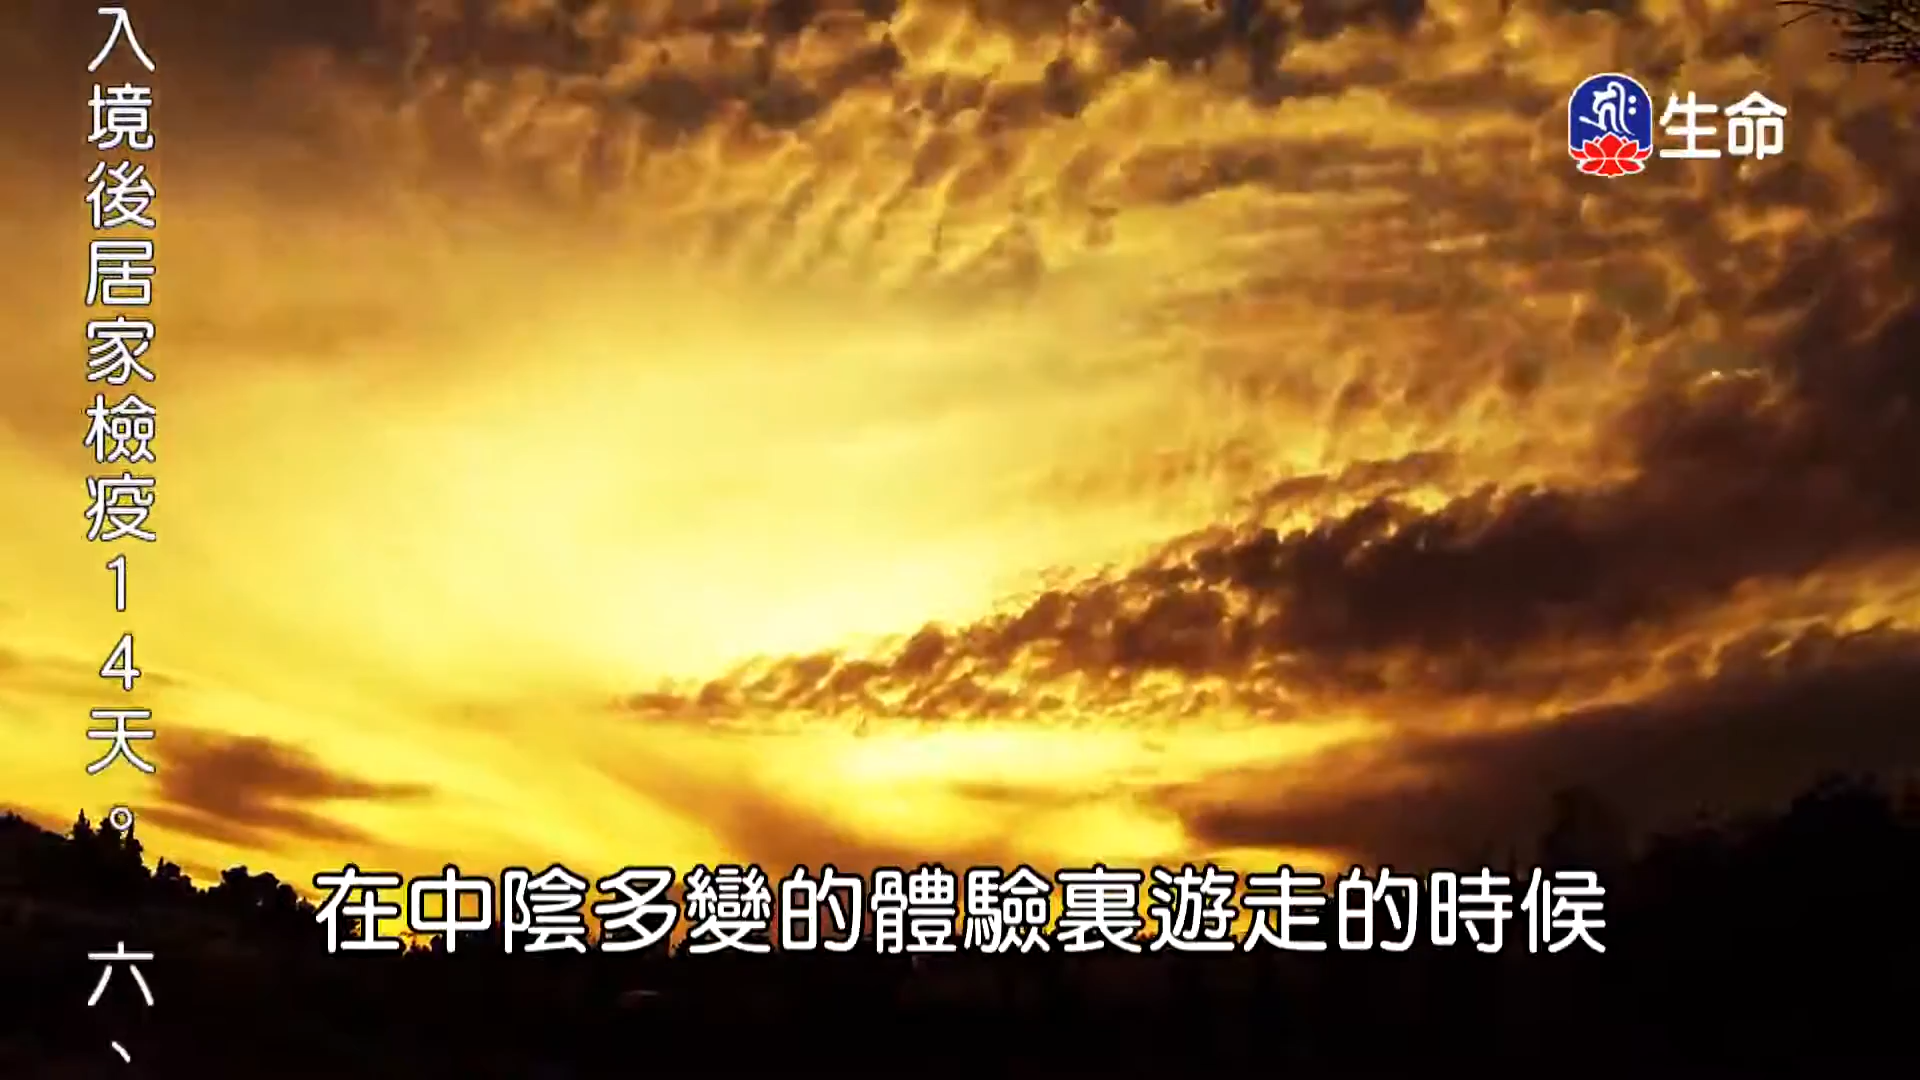 入境後居家檢疫14天。 六、
生命
在中陰多變的體驗裏遊走的時候